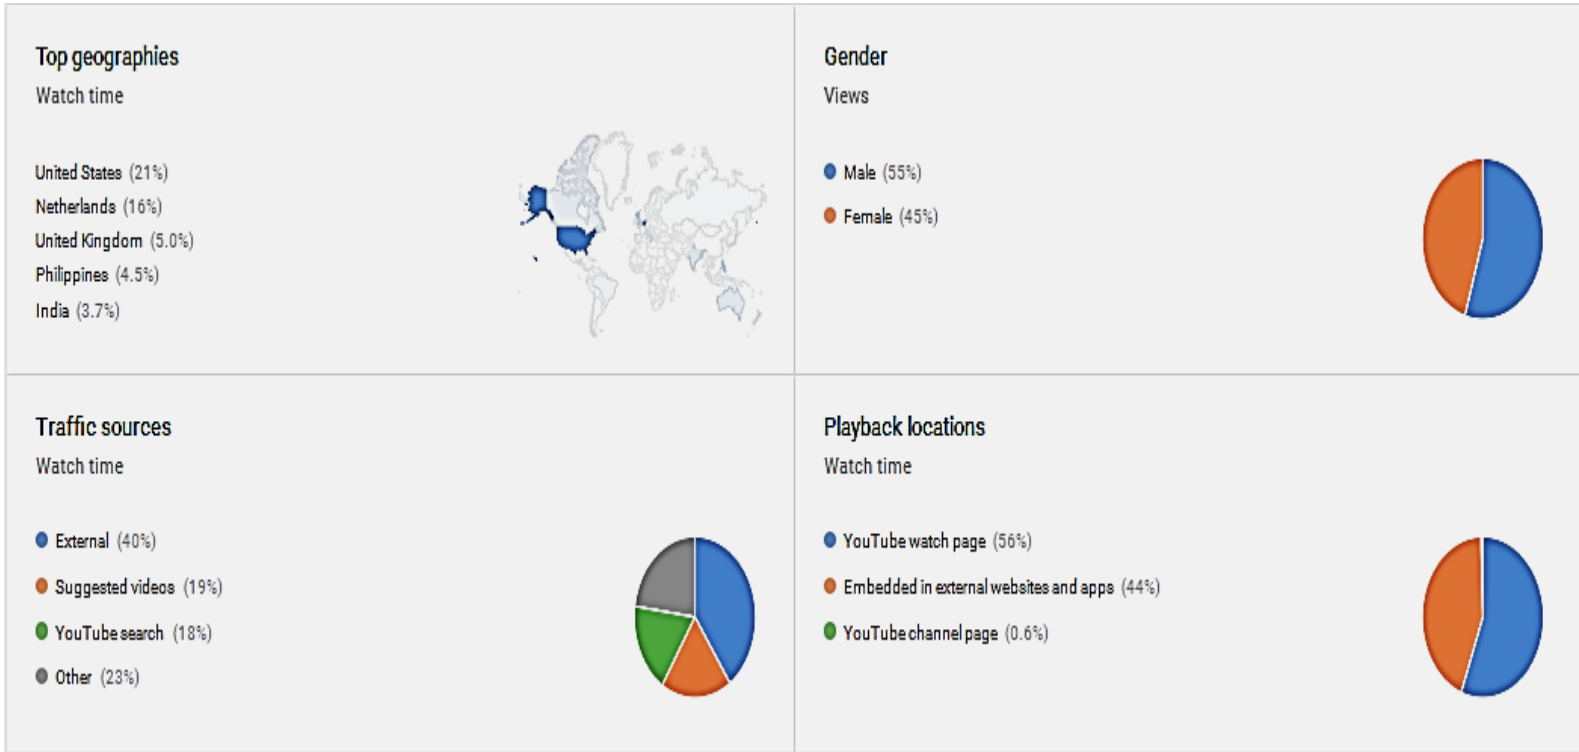 Top geographies
Watch time
United States (21%)
Netherlands (16%)
United Kingdom (5.0%)
Philippines (4.5%)
India (3.7%)
Gender
Views
Male (55%)
Female (45%)
Traffic sources
Watch time
External (40%)
Suggested videos (19%)
YouTube search (18%)
Other (23%)
Playback locations
Watch time
YouTube watch page (56%)
Embedded in external websites and apps (44%)
YouTube channel page (0.6%)